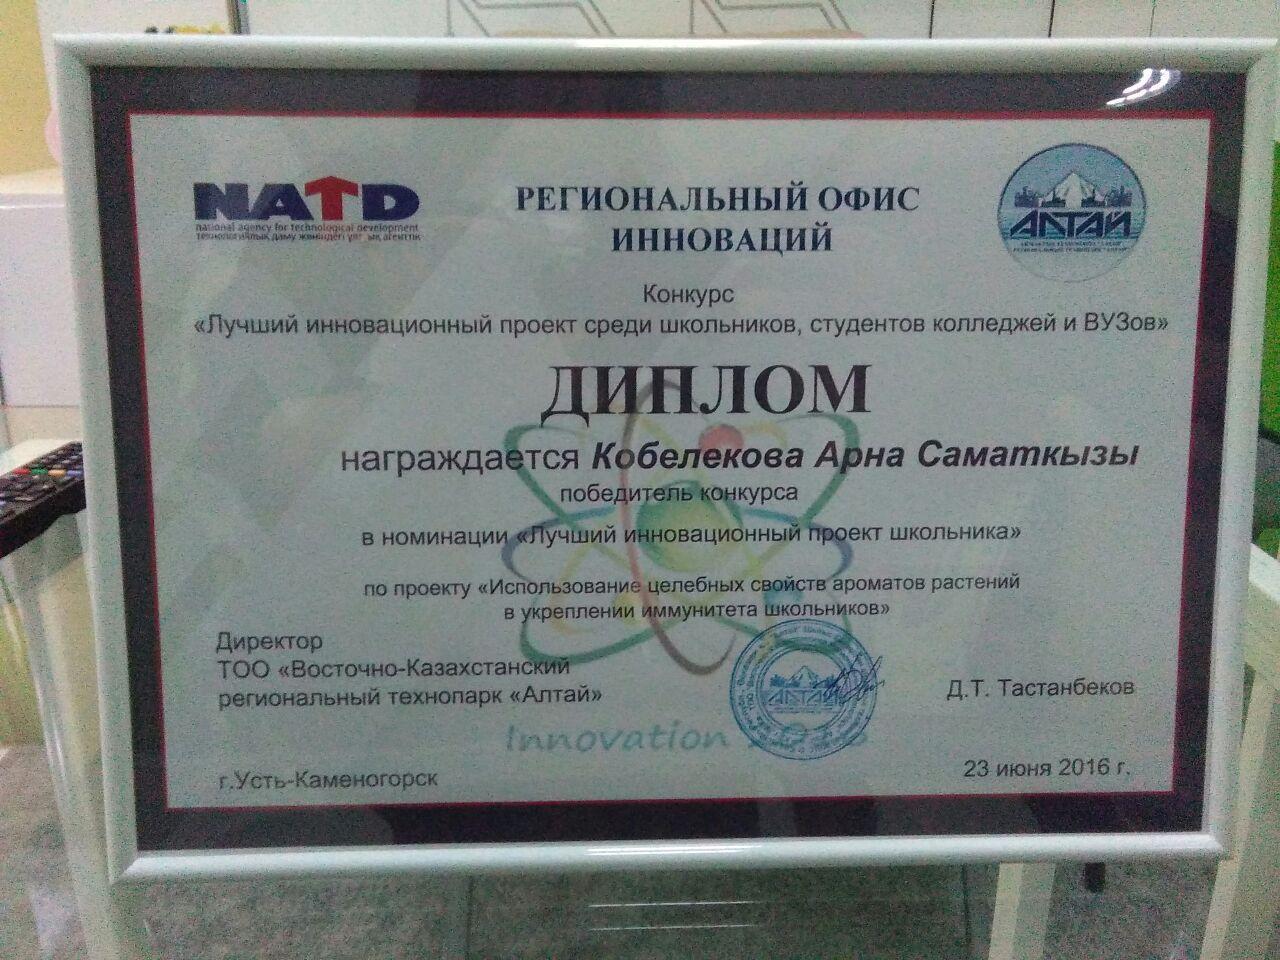 NATD
national agency for technological development
РЕГИОНАЛЬНЫЙ ОФИС
ИННОВАЦИЙ
АЛТАЙ
Конкурс
«Лучший инновационный проект среди школьников, студентов колледжей и ВУЗов»
ДИПЛОМ
награждается Кобелекова Арна Саматкызы
победитель конкурса
в номинации «Лучший инновационный проект школьника»
по проекту «Использование целебных свойств ароматов растений
в укреплении иммунитета школьников»
Директор
ТОО «Восточно-Казахстанский
региональный технопарк «Алтай»
АЛТАЙ
Д.Т. Тастанбеков
Innovation
г.Усть-Каменогорск
23 июня 2016 г.